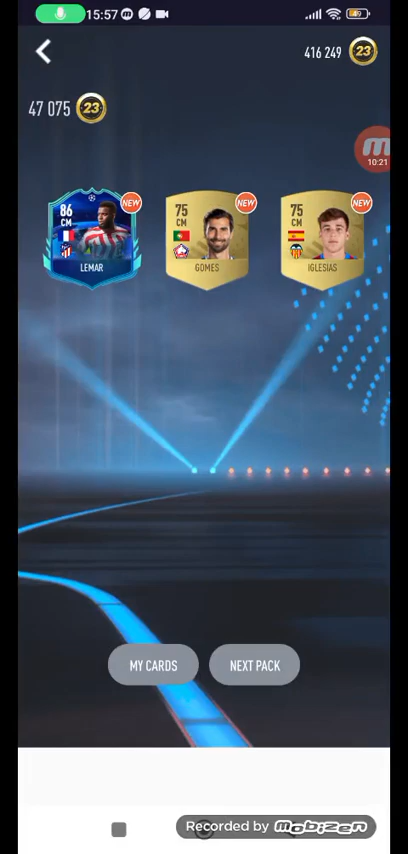 15:57
416 249 23
47 075 23
10:21
86
CM
NEW
LEMAR
75
CM
NEW
GOMES
75
CM
NEW
IGLESIAS
MY CARDS
NEXT PACK
Recorded by Mobizen